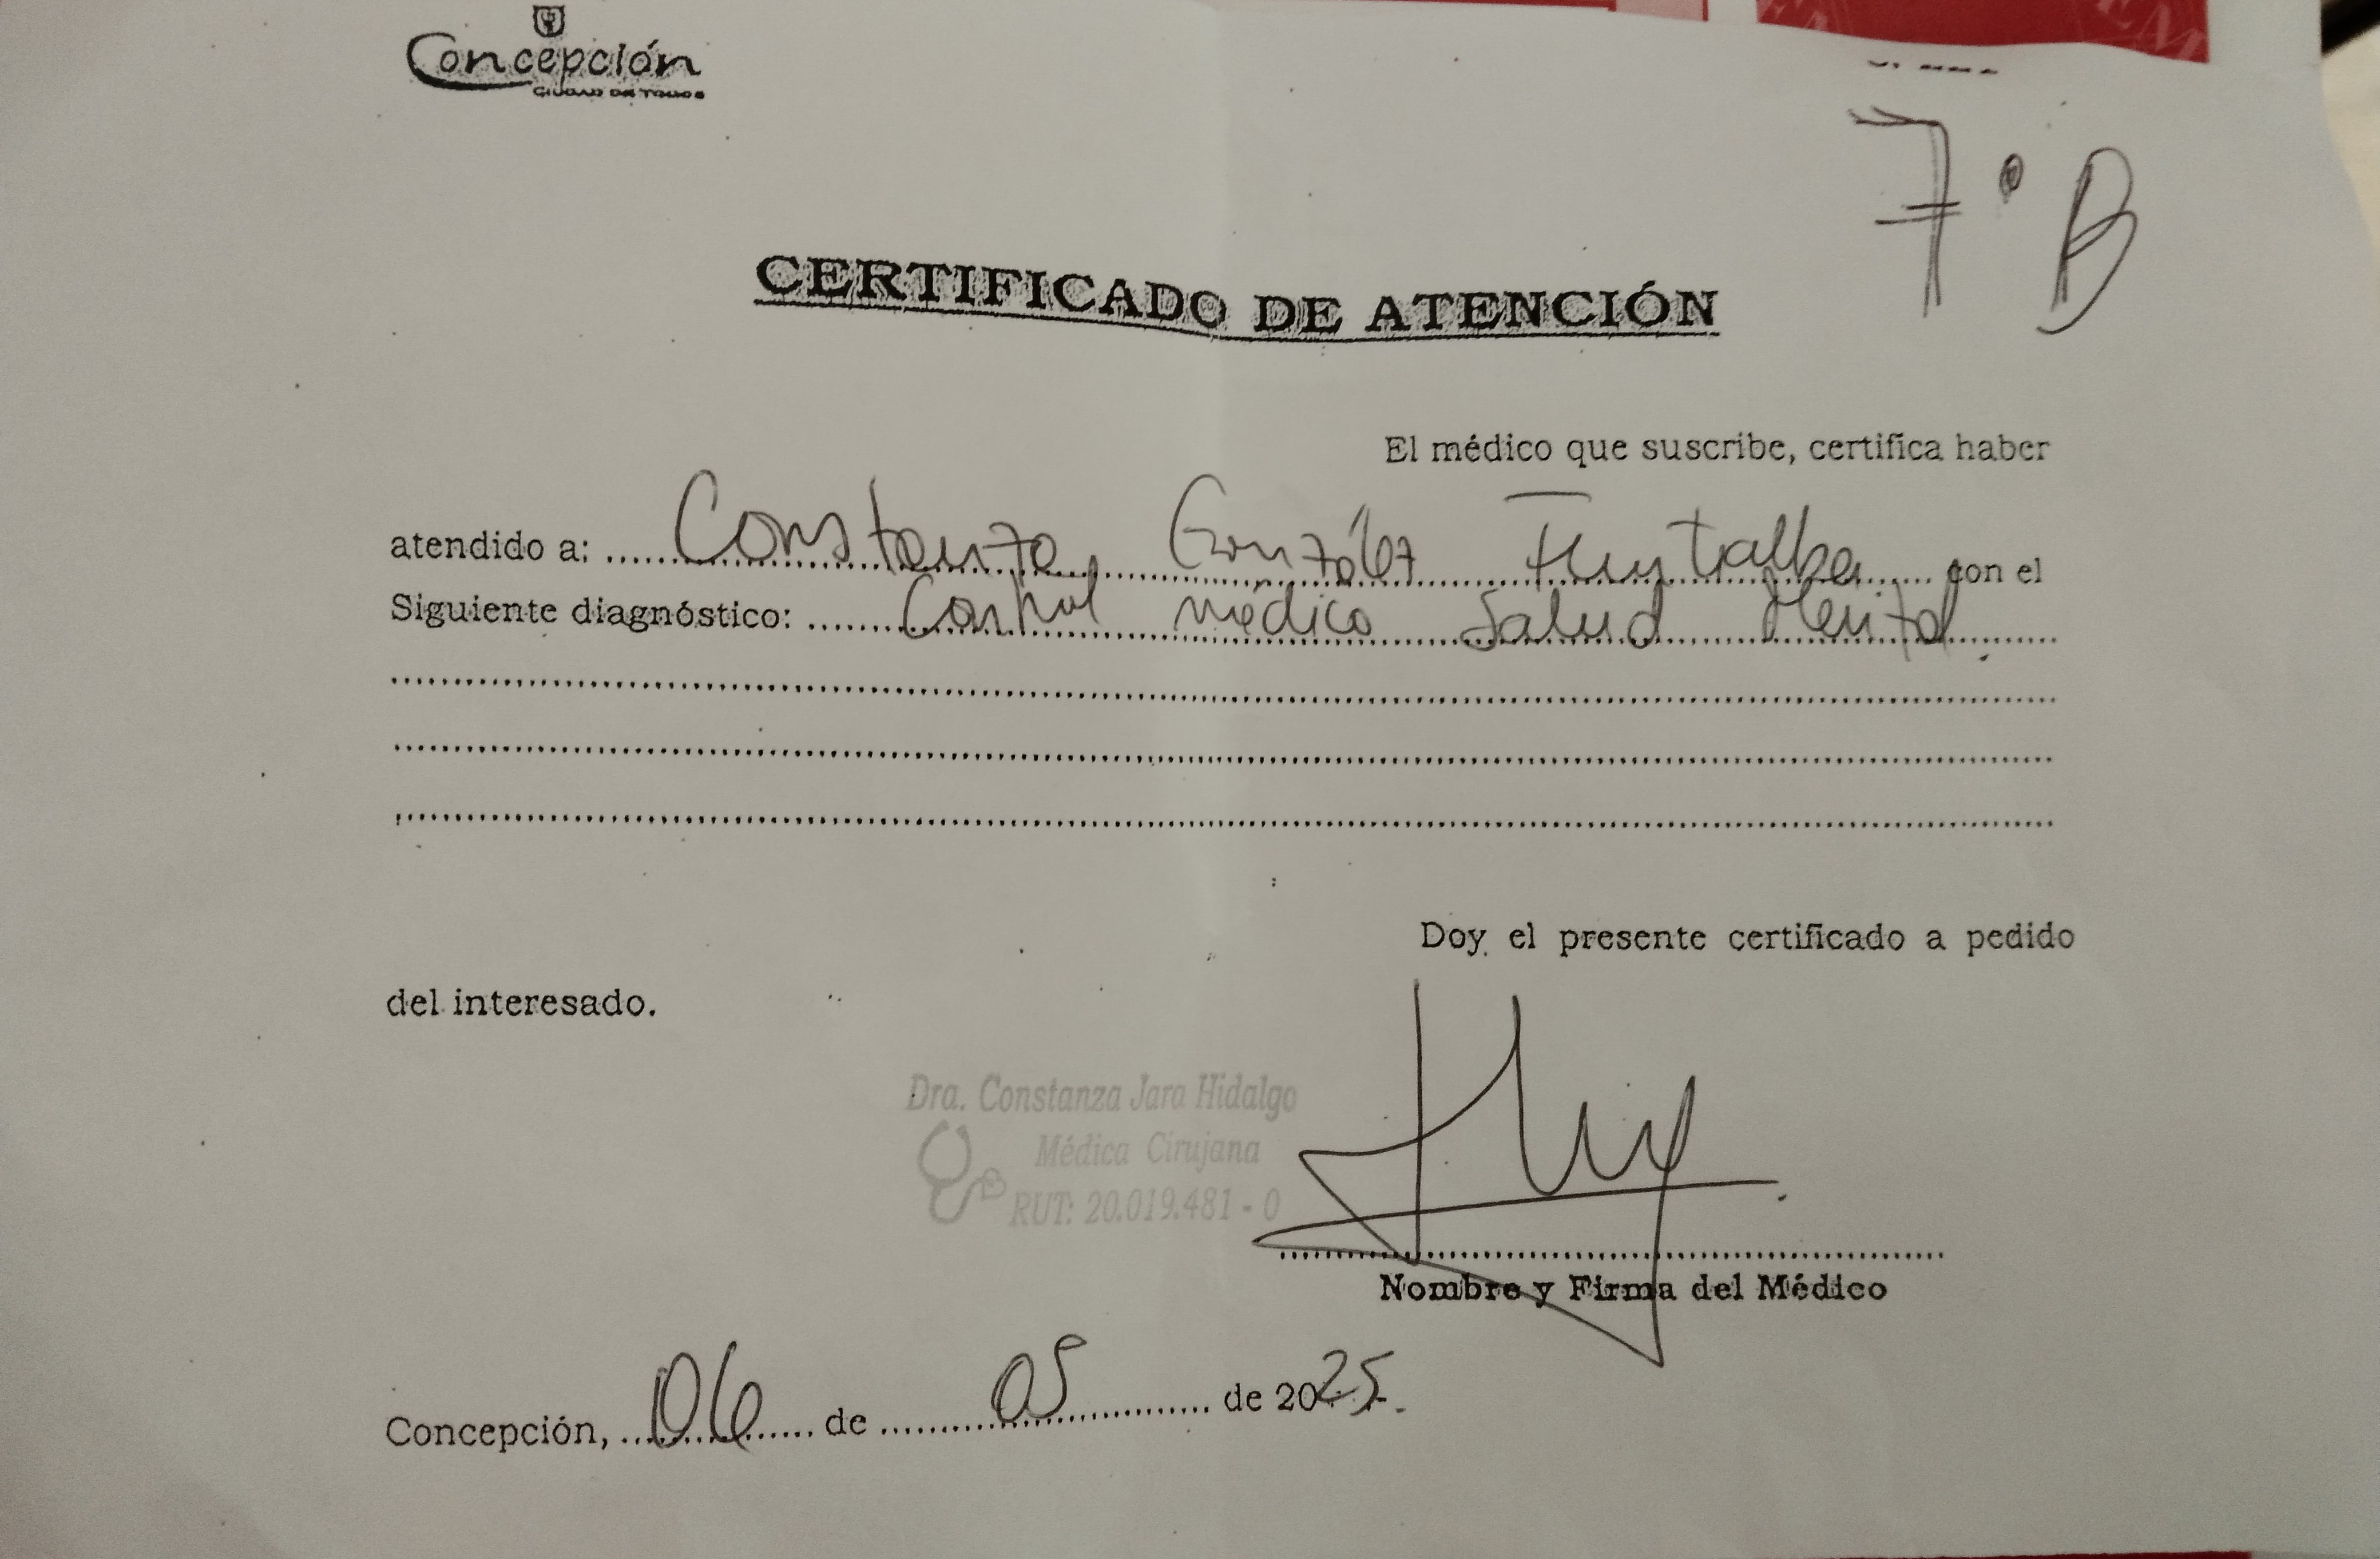 Concepción
CIUDAD DE TODOS
7° B
CERTIFICADO DE ATENCIÓN
El médico que suscribe, certifica haber
atendido a: Constanza González con el
Siguiente diagnóstico: Control médico Salud Mental
Doy el presente certificado a pedido
del interesado.
Dra. Constanza Jara Hidalgo
Médica Cirujana
RUT: 20.019.481 - 0
Nombre y Firma del Médico
Concepción, 06 de 05 de 2025.